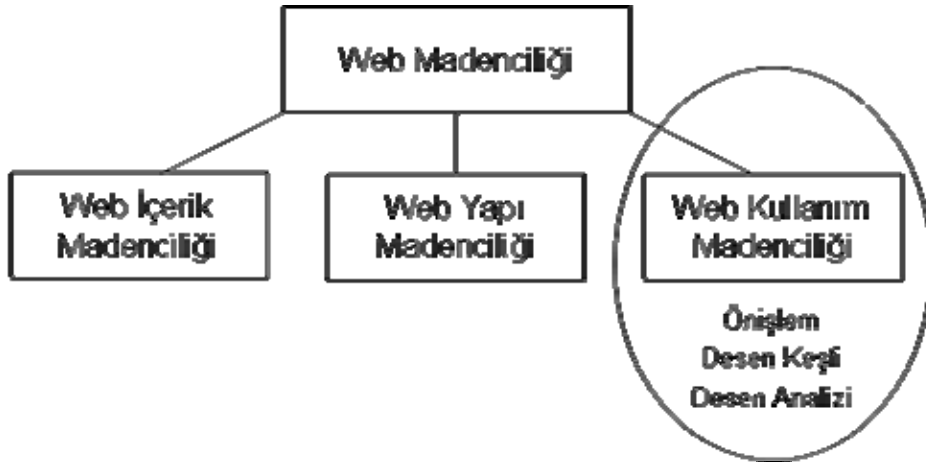 Web Madenciliği
Web İçerik
Madenciliği
Web Yapı
Madenciliği
Web Kullanım
Madenciliği
Önişlem
Desen Keşfi
Desen Analizi